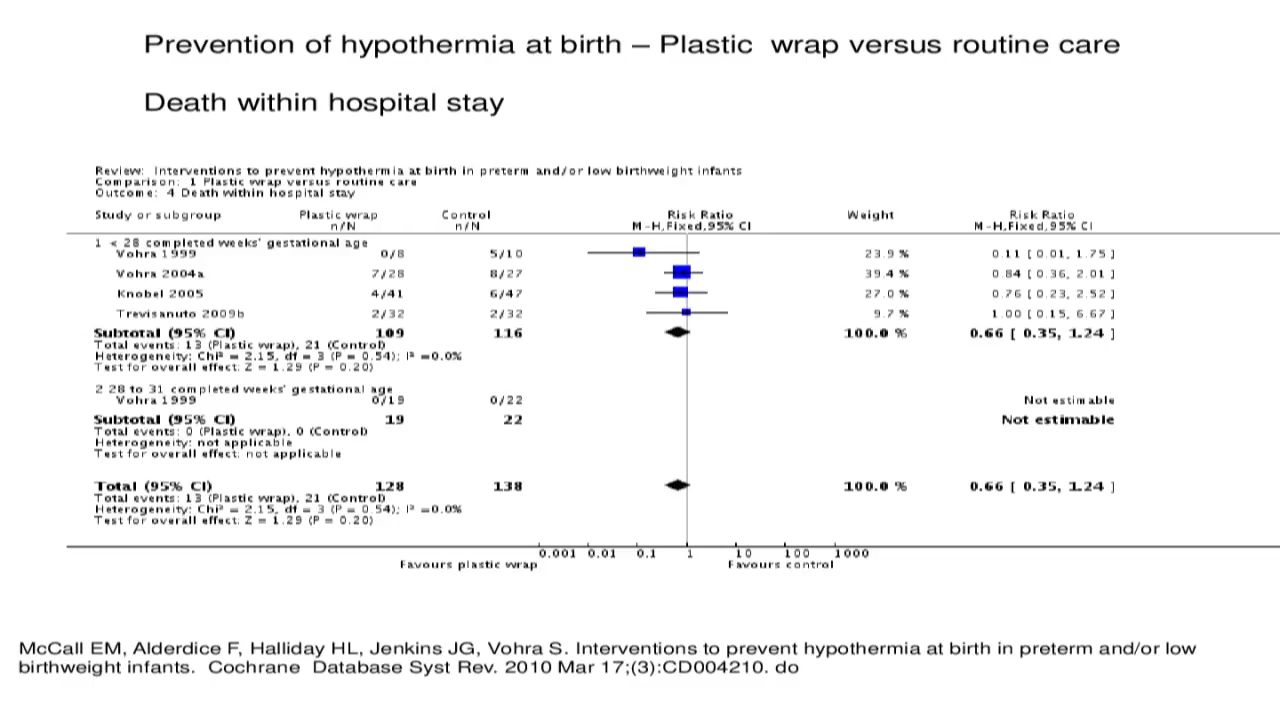 Prevention of hypothermia at birth – Plastic wrap versus routine care
Death within hospital stay
Review: Interventions to prevent hypothermia at birth in preterm and/or low birthweight infants
Comparison: 1 Plastic wrap versus routine care
Outcome: 4 Death within hospital stay
Study or subgroup Plastic wrap Control Risk Ratio Weight Risk Ratio
n/N n/N M-H,Fixed,95% CI M-H,Fixed,95% CI
1 < 28 completed weeks' gestational age
Vohra 1999 0/8 5/10 23.9 % 0.11 [ 0.01, 1.75 ]
Vohra 2004a 7/28 8/27 39.4 % 0.84 [ 0.36, 2.01 ]
Knobel 2005 4/41 6/47 27.0 % 0.76 [ 0.23, 2.52 ]
Trevisanuto 2009b 2/32 2/32 9.7 % 1.00 [ 0.15, 6.67 ]
Subtotal (95% CI) 109 116 100.0 % 0.66 [ 0.35, 1.24 ]
Total events: 13 (Plastic wrap), 21 (Control)
Heterogeneity: Chi² = 2.15, df = 3 (P = 0.54); I² =0.0%
Test for overall effect: Z = 1.29 (P = 0.20)
2 28 to 31 completed weeks' gestational age
Vohra 1999 0/19 0/22 Not estimable
Subtotal (95% CI) 19 22 Not estimable
Total events: 0 (Plastic wrap), 0 (Control)
Heterogeneity: not applicable
Test for overall effect: not applicable
Total (95% CI) 128 138 100.0 % 0.66 [ 0.35, 1.24 ]
Total events: 13 (Plastic wrap), 21 (Control)
Heterogeneity: Chi² = 2.15, df = 3 (P = 0.54); I² =0.0%
Test for overall effect: Z = 1.29 (P = 0.20)
0.001 0.01 0.1 1 10 100 1000
Favours plastic wrap Favours control
McCall EM, Alderdice F, Halliday HL, Jenkins JG, Vohra S. Interventions to prevent hypothermia at birth in preterm and/or low
birthweight infants. Cochrane Database Syst Rev. 2010 Mar 17;(3):CD004210. do